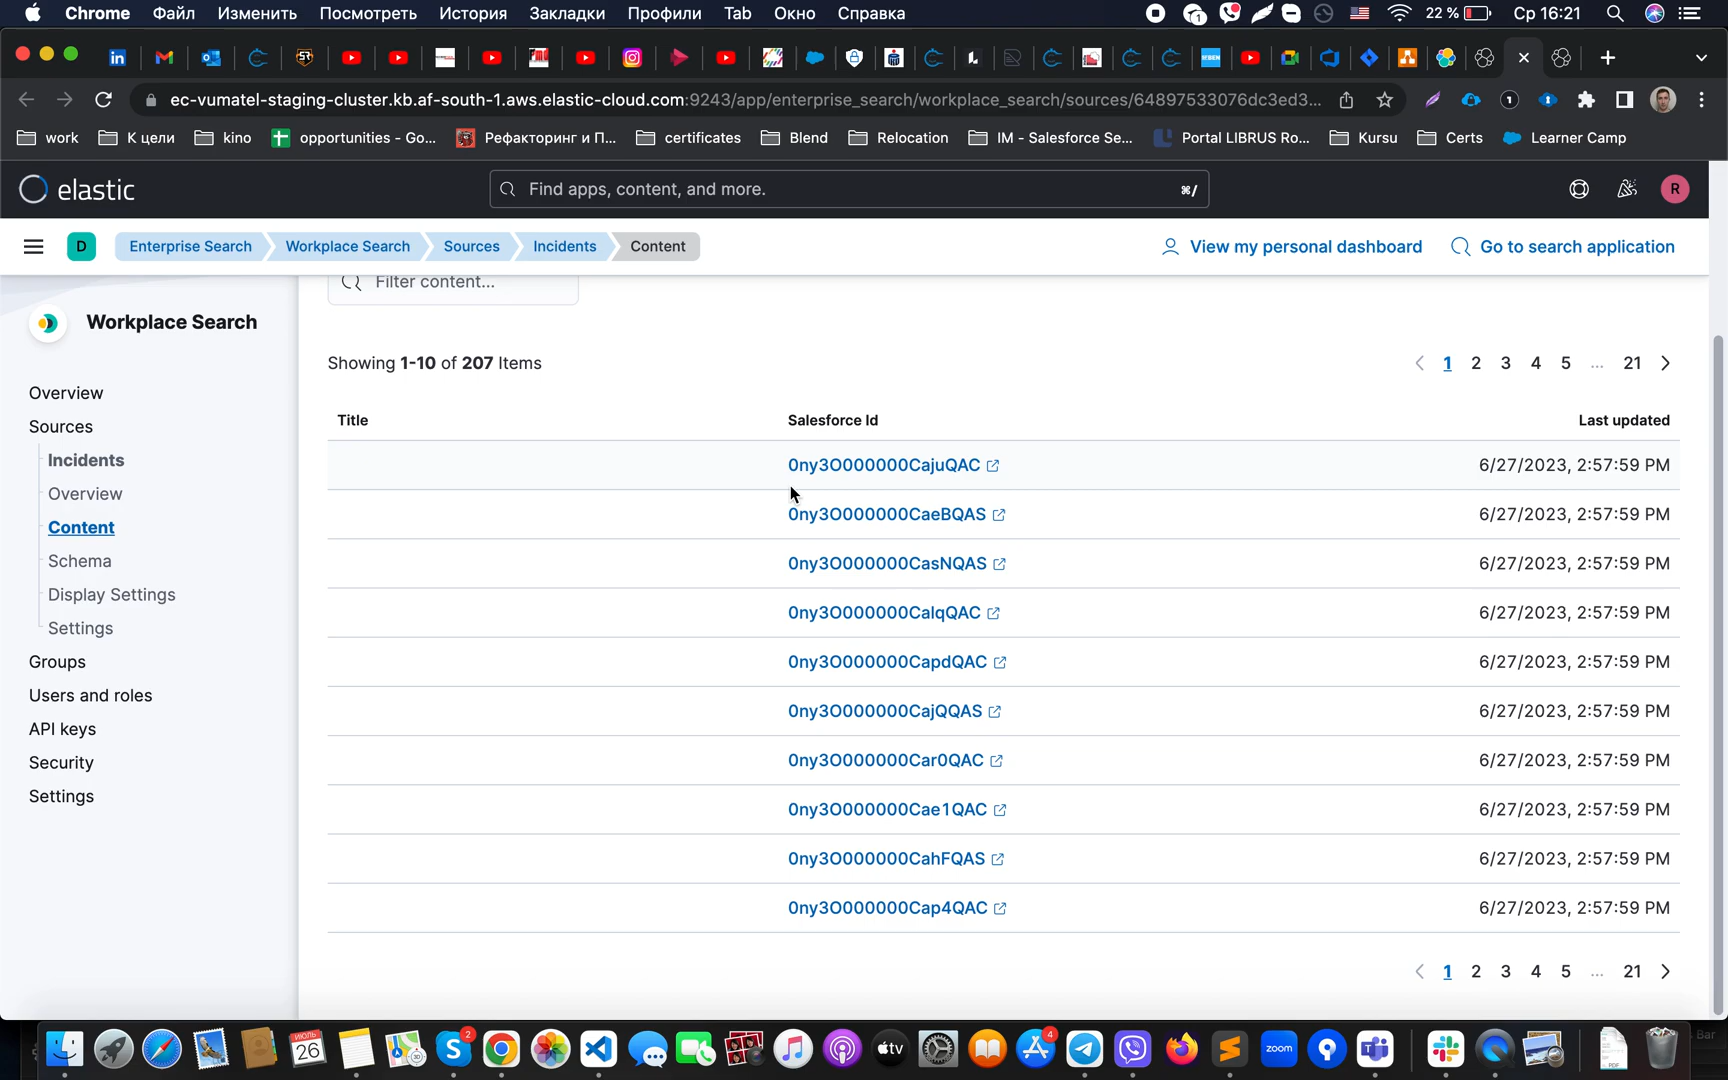 Chrome Файл Изменить Посмотреть История Закладки Профили Tab Окно Справка 1 22 % Ср 16:21
ec-vumatel-staging-cluster.kb.af-south-1.aws.elastic-cloud.com:9243/app/enterprise_search/workplace_search/sources/64897533076dc3ed3...
work К цели kino opportunities - Go... Рефакторинг и П... certificates Blend Relocation IM - Salesforce Se... Portal LIBRUS Ro... Kursu Certs Learner Camp
elastic Find apps, content, and more. ⌘/ R
D Enterprise Search Workplace Search Sources Incidents Content View my personal dashboard Go to search application
Filter content...
Workplace Search
Overview
Sources
Incidents
Overview
Content
Schema
Display Settings
Settings
Groups
Users and roles
API keys
Security
Settings
Showing 1-10 of 207 Items < 1 2 3 4 5 ... 21 >
Title Salesforce Id Last updated
0ny3O000000CajuQAC 6/27/2023, 2:57:59 PM
0ny3O000000CaeBQAS 6/27/2023, 2:57:59 PM
0ny3O000000CasNQAS 6/27/2023, 2:57:59 PM
0ny3O000000CalqQAC 6/27/2023, 2:57:59 PM
0ny3O000000CapdQAC 6/27/2023, 2:57:59 PM
0ny3O000000CajQQAS 6/27/2023, 2:57:59 PM
0ny3O000000Car0QAC 6/27/2023, 2:57:59 PM
0ny3O000000Cae1QAC 6/27/2023, 2:57:59 PM
0ny3O000000CahFQAS 6/27/2023, 2:57:59 PM
0ny3O000000Cap4QAC 6/27/2023, 2:57:59 PM
< 1 2 3 4 5 ... 21 >
ИЮЛЬ 26 2 tv 4 zoom PDF Bar